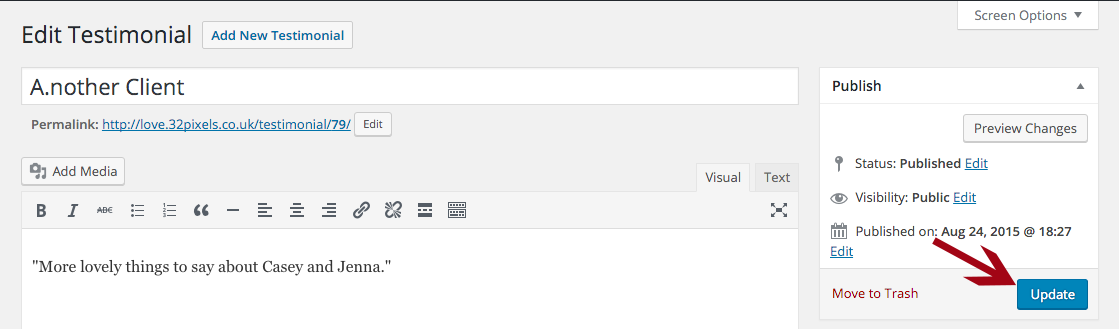 Screen Options
Edit Testimonial Add New Testimonial
A.nother Client
Permalink: http://love.32pixels.co.uk/testimonial/79/ Edit
Add Media
Visual Text
B I ABC
"More lovely things to say about Casey and Jenna."
Publish
Preview Changes
Status: Published Edit
Visibility: Public Edit
Published on: Aug 24, 2015 @ 18:27
Edit
Move to Trash Update